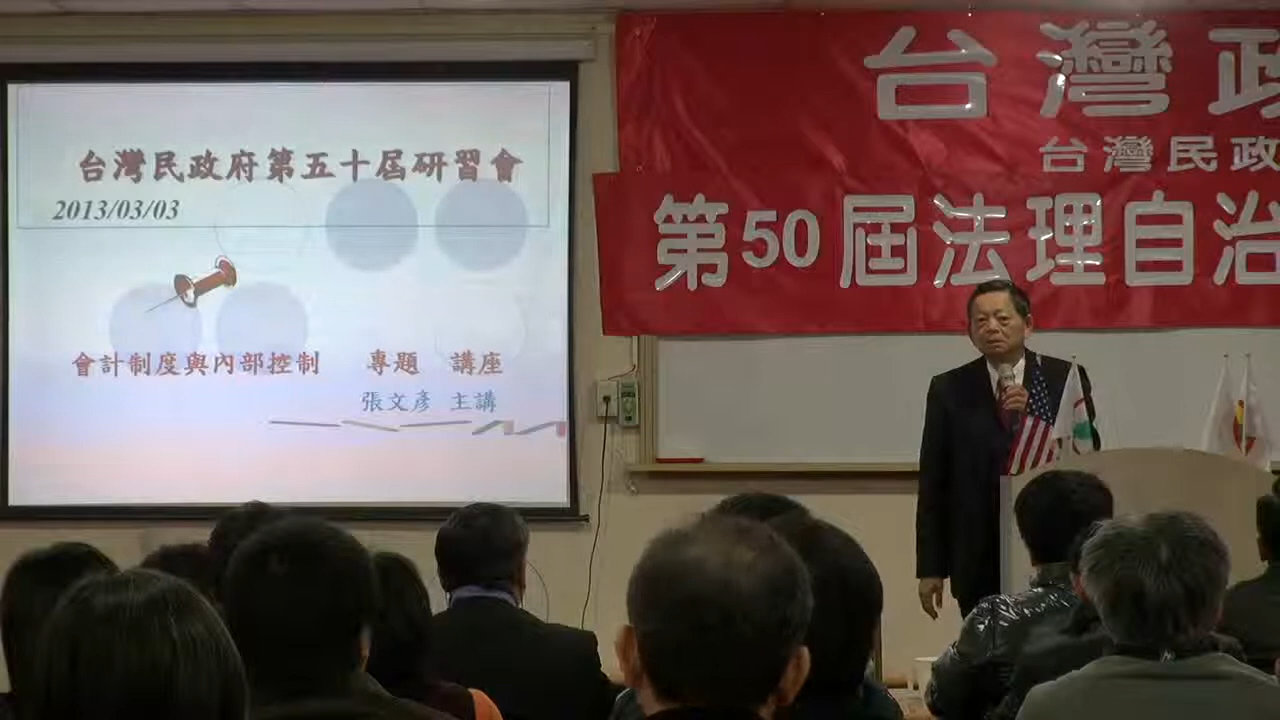 台灣民政府第五十屆研習會
2013/03/03
會計制度與內部控制 專題 講座
張文彥 主講
台灣政
台灣民政
第50屆法理自治